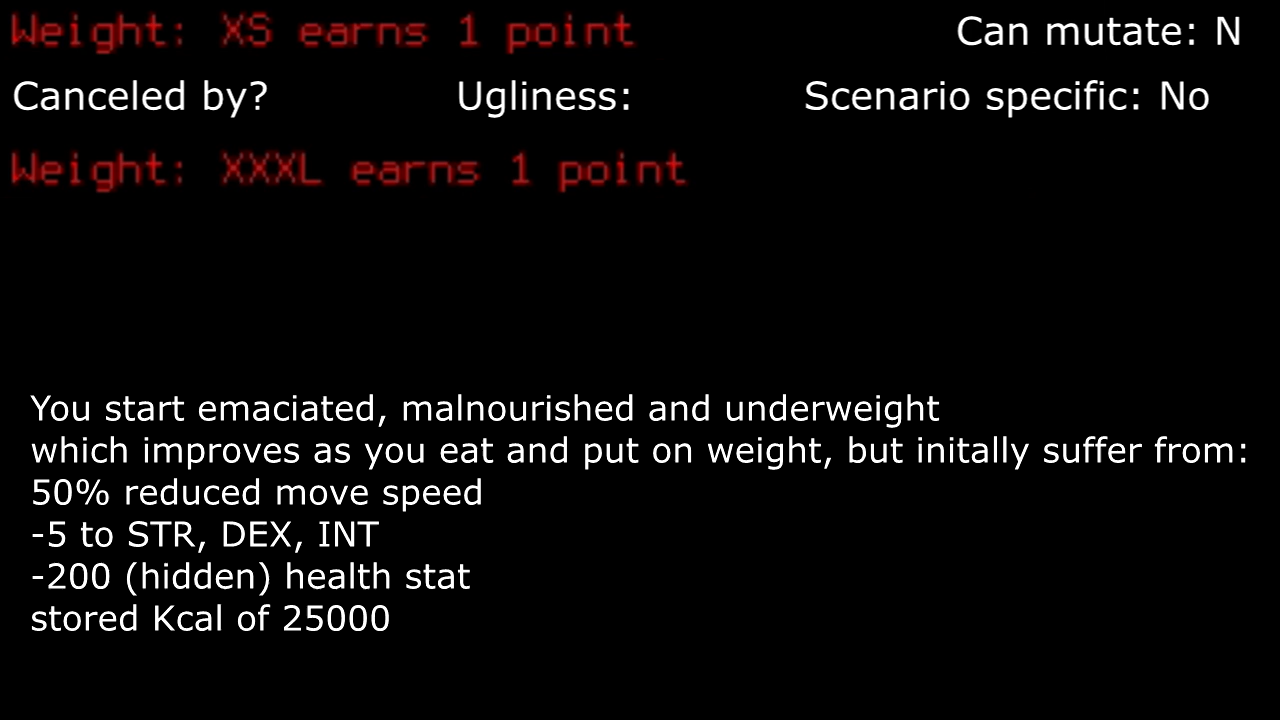 Weight: XS earns 1 point Can mutate: N
Canceled by? Ugliness: Scenario specific: No
Weight: XXXL earns 1 point
You start emaciated, malnourished and underweight
which improves as you eat and put on weight, but initally suffer from:
50% reduced move speed
-5 to STR, DEX, INT
-200 (hidden) health stat
stored Kcal of 25000